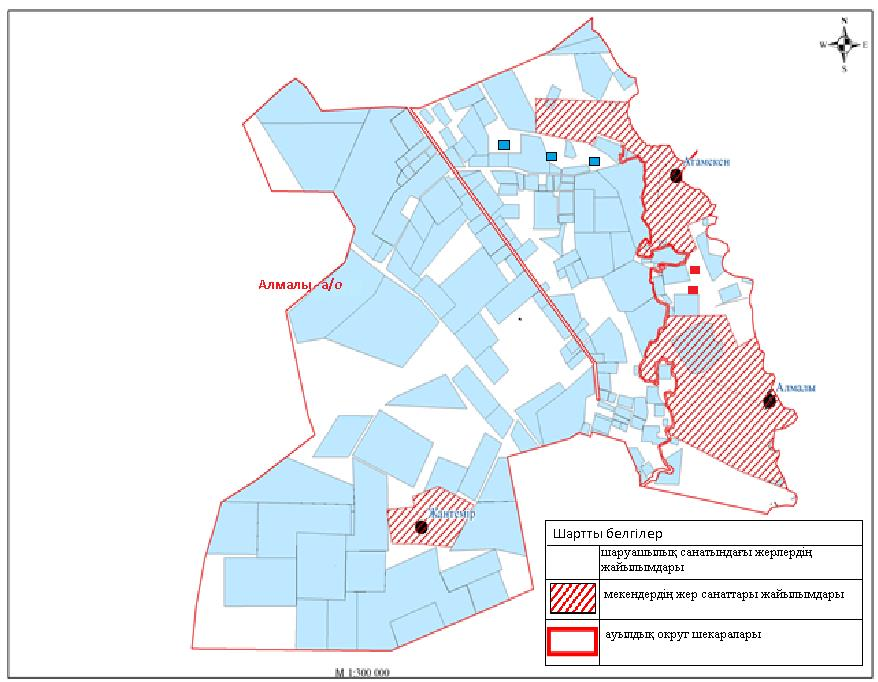 N
W E
S
Атамекен
Алмалы -а/о
Алмалы
Жантемір
Шартты белгілер
шаруашылық санатындағы жерлердің
жайылымдары
мекендердің жер санаттары жайылымдары
ауылдық округ шекаралары
М 1:300 000